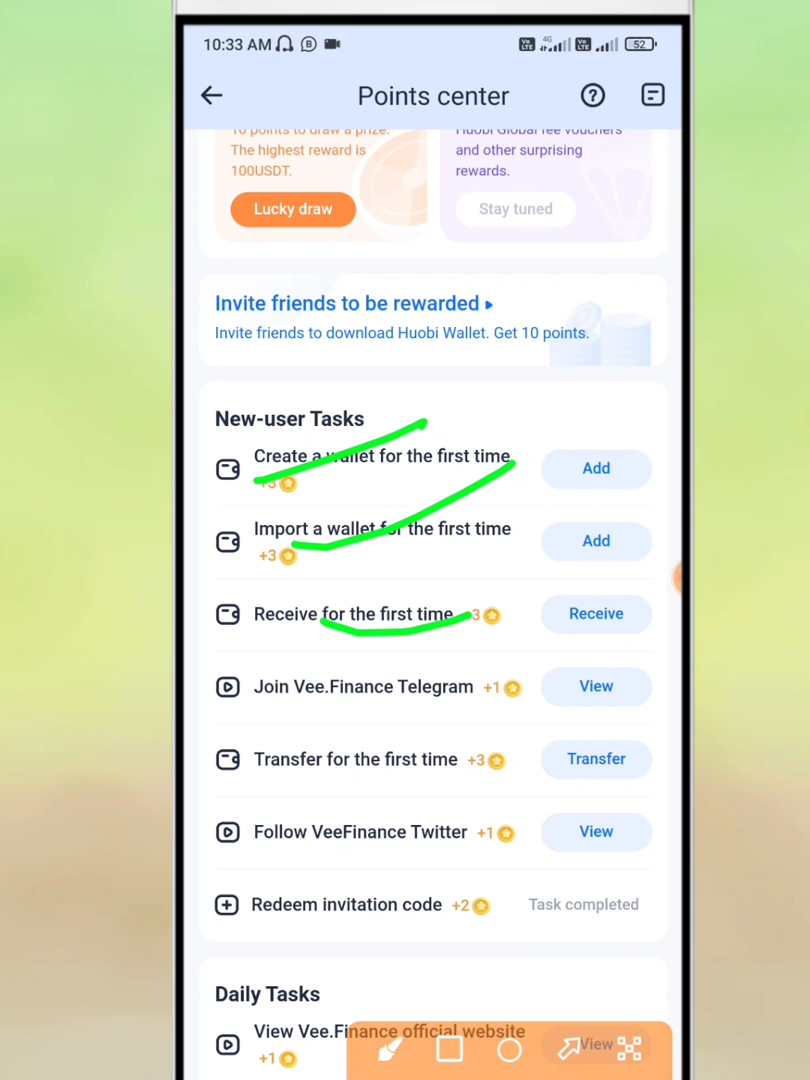 10:33 AM
4G
52
Points center
10 points to draw a prize.
The highest reward is
100USDT.
Lucky draw
Huobi Global fee vouchers
and other surprising
rewards.
Stay tuned
Invite friends to be rewarded
Invite friends to download Huobi Wallet. Get 10 points.
New-user Tasks
Create a wallet for the first time
+3
Add
Import a wallet for the first time
+3
Add
Receive for the first time 3
Receive
Join Vee.Finance Telegram +1
View
Transfer for the first time +3
Transfer
Follow VeeFinance Twitter +1
View
Redeem invitation code +2
Task completed
Daily Tasks
View Vee.Finance official website
+1
View